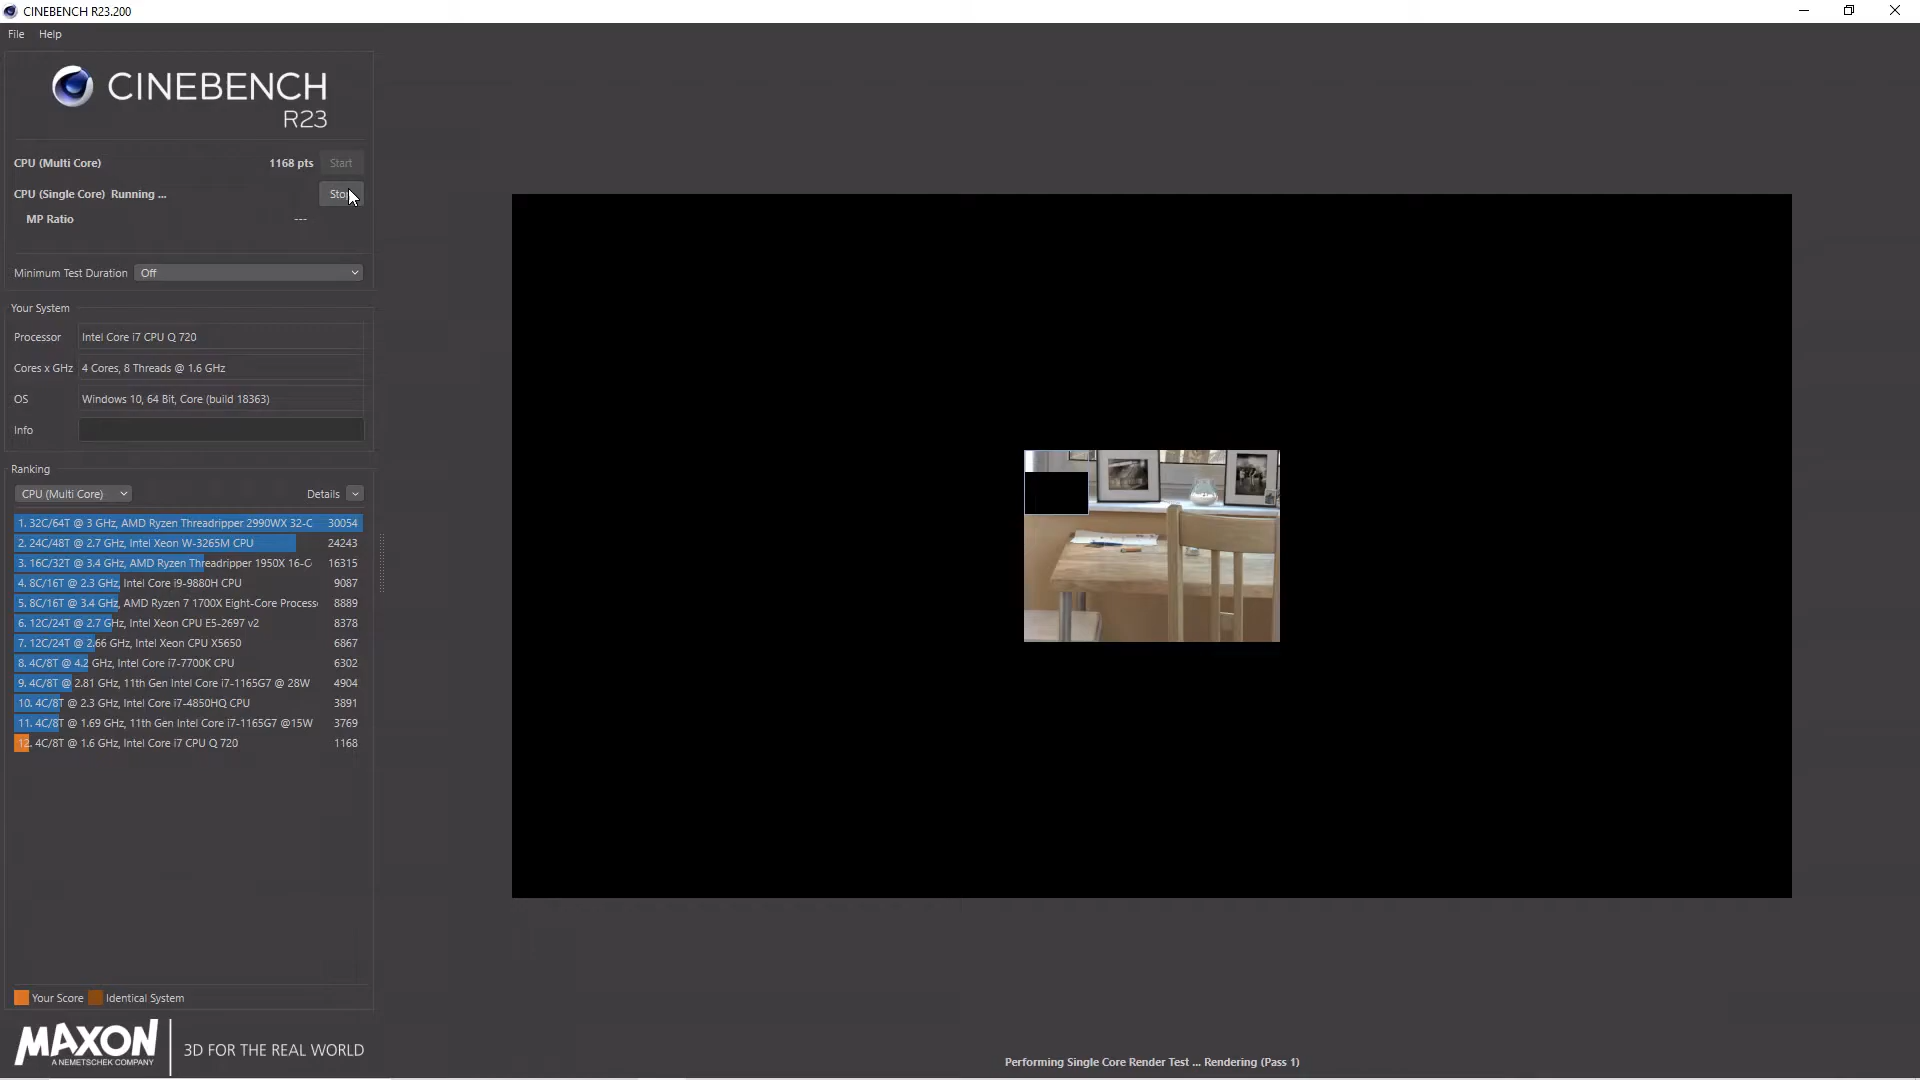 CINEBENCH R23.200
File Help
CINEBENCH
R23
CPU (Multi Core) 1168 pts Start
CPU (Single Core) Running ...
MP Ratio ---
Minimum Test Duration Off
Your System
Processor Intel Core i7 CPU Q 720
Cores x GHz 4 Cores, 8 Threads @ 1.6 GHz
OS Windows 10, 64 Bit, Core (build 18363)
Info
Ranking
CPU (Multi Core) Details
1. 32C/64T @ 3 GHz, AMD Ryzen Threadripper 2990WX 32-C 30054
2. 24C/48T @ 2.7 GHz, Intel Xeon W-3265M CPU 24243
3. 16C/32T @ 3.4 GHz, AMD Ryzen Threadripper 1950X 16-C 16315
4. 8C/16T @ 2.3 GHz, Intel Core i9-9880H CPU 9087
5. 8C/16T @ 3.4 GHz, AMD Ryzen 7 1700X Eight-Core Process 8889
6. 12C/24T @ 2.7 GHz, Intel Xeon CPU E5-2697 v2 8378
7. 12C/24T @ 2.66 GHz, Intel Xeon CPU X5650 6867
8. 4C/8T @ 4.2 GHz, Intel Core i7-7700K CPU 6302
9. 4C/8T @ 2.81 GHz, 11th Gen Intel Core i7-1165G7 @ 28W 4904
10. 4C/8T @ 2.3 GHz, Intel Core i7-4850HQ CPU 3891
11. 4C/8T @ 1.69 GHz, 11th Gen Intel Core i7-1165G7 @15W 3769
12. 4C/8T @ 1.6 GHz, Intel Core i7 CPU Q 720 1168
Your Score Identical System
MAXON
A NEMETSCHEK COMPANY
3D FOR THE REAL WORLD
Performing Single Core Render Test ... Rendering (Pass 1)